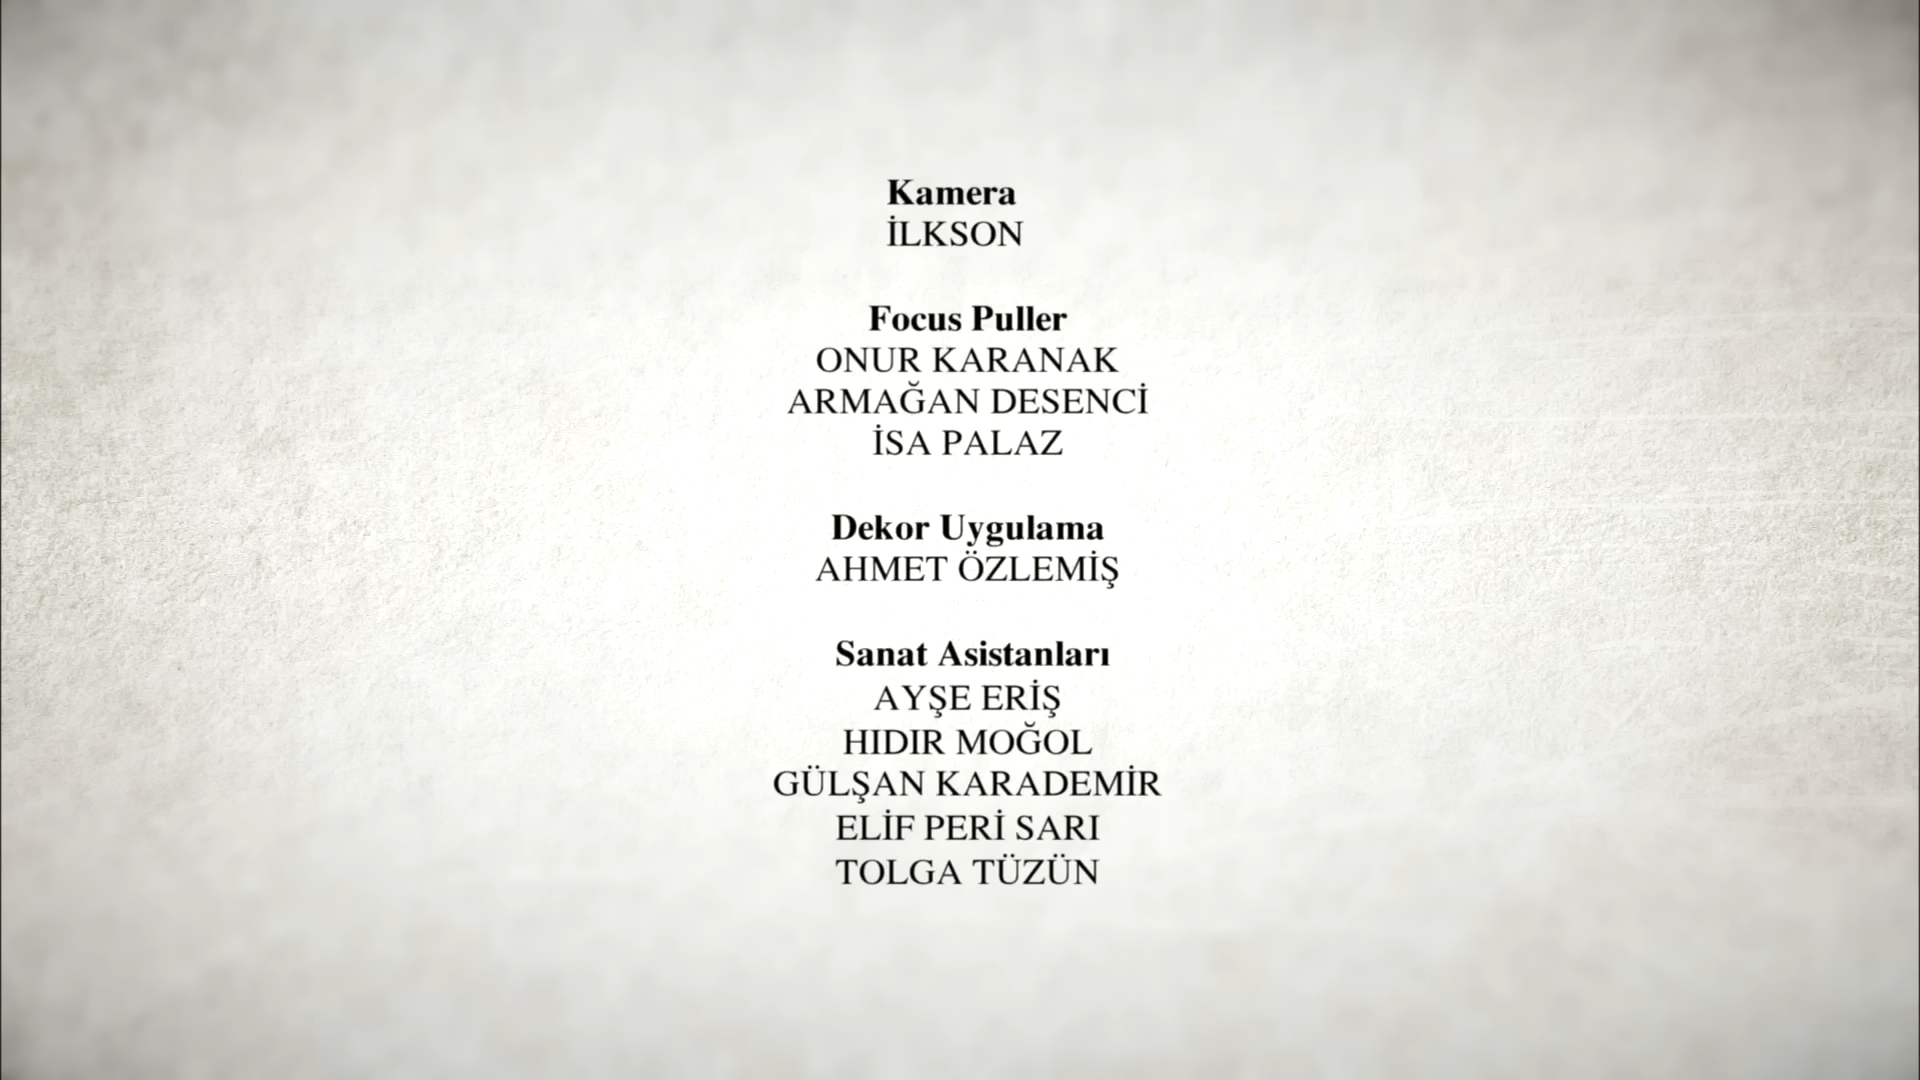 Kamera
İLKSON
Focus Puller
ONUR KARANAK
ARMAĞAN DESENCİ
İSA PALAZ
Dekor Uygulama
AHMET ÖZLEMİŞ
Sanat Asistanları
AYŞE ERİŞ
HIDIR MOĞOL
GÜLŞAN KARADEMİR
ELİF PERİ SARI
TOLGA TÜZÜN